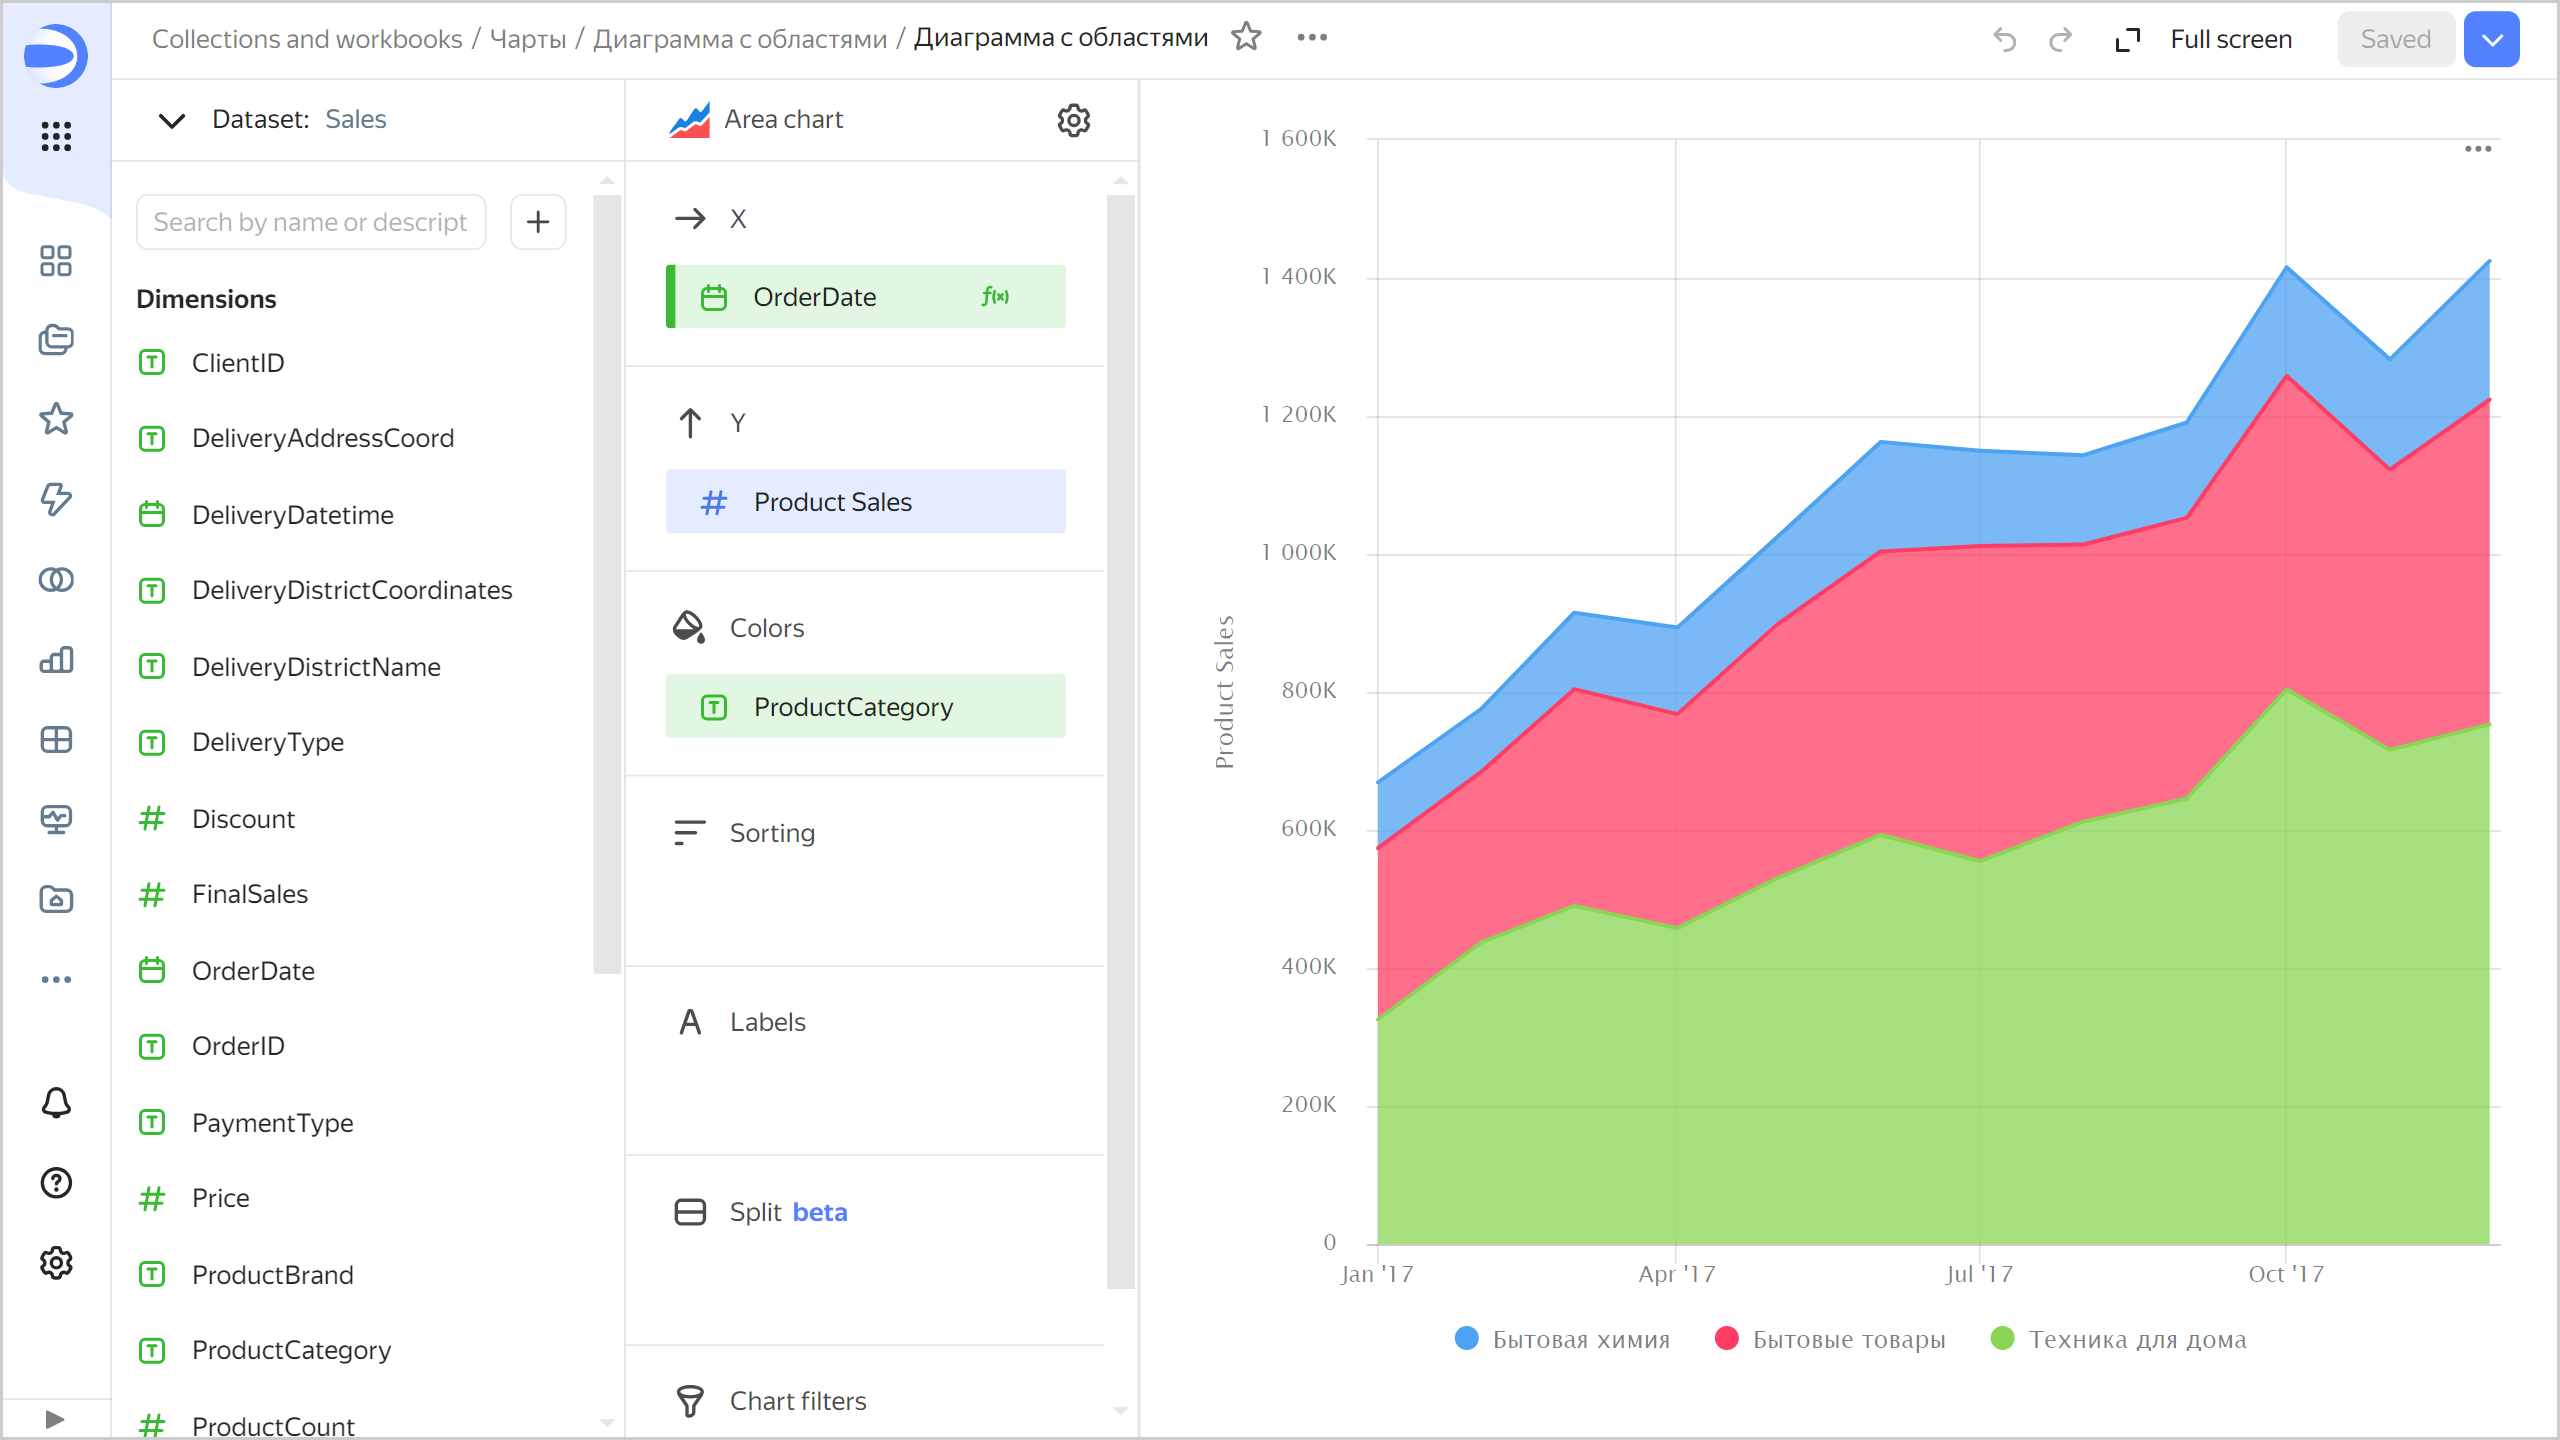 Collections and workbooks / Чарты / Диаграмма с областями / Диаграмма с областями
Full screen
Saved
Dataset: Sales
Search by name or descript
Dimensions
ClientID
DeliveryAddressCoord
DeliveryDatetime
DeliveryDistrictCoordinates
DeliveryDistrictName
DeliveryType
Discount
FinalSales
OrderDate
OrderID
PaymentType
Price
ProductBrand
ProductCategory
ProductCount
Area chart
X
OrderDate
f(x)
Y
Product Sales
Colors
ProductCategory
Sorting
Labels
Split beta
Chart filters
Product Sales
1 600K
1 400K
1 200K
1 000K
800K
600K
400K
200K
0
Jan '17
Apr '17
Jul '17
Oct '17
Бытовая химия
Бытовые товары
Техника для дома